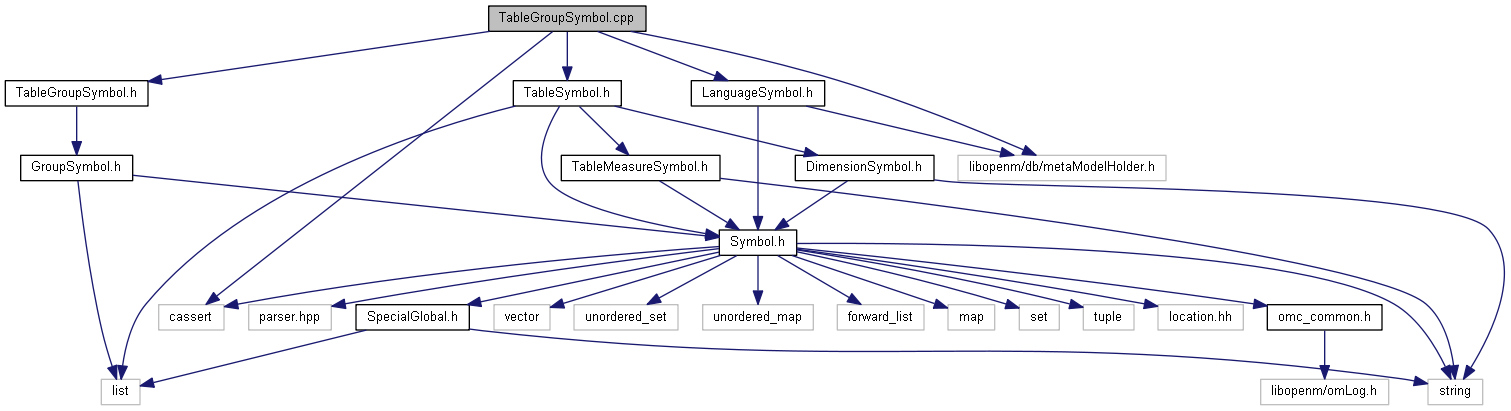 TableGroupSymbol.cpp
TableGroupSymbol.h
TableSymbol.h
LanguageSymbol.h
GroupSymbol.h
TableMeasureSymbol.h
DimensionSymbol.h
libopenm/db/metaModelHolder.h
Symbol.h
cassert
parser.hpp
SpecialGlobal.h
vector
unordered_set
unordered_map
forward_list
map
set
tuple
location.hh
omc_common.h
list
libopenm/omLog.h
string